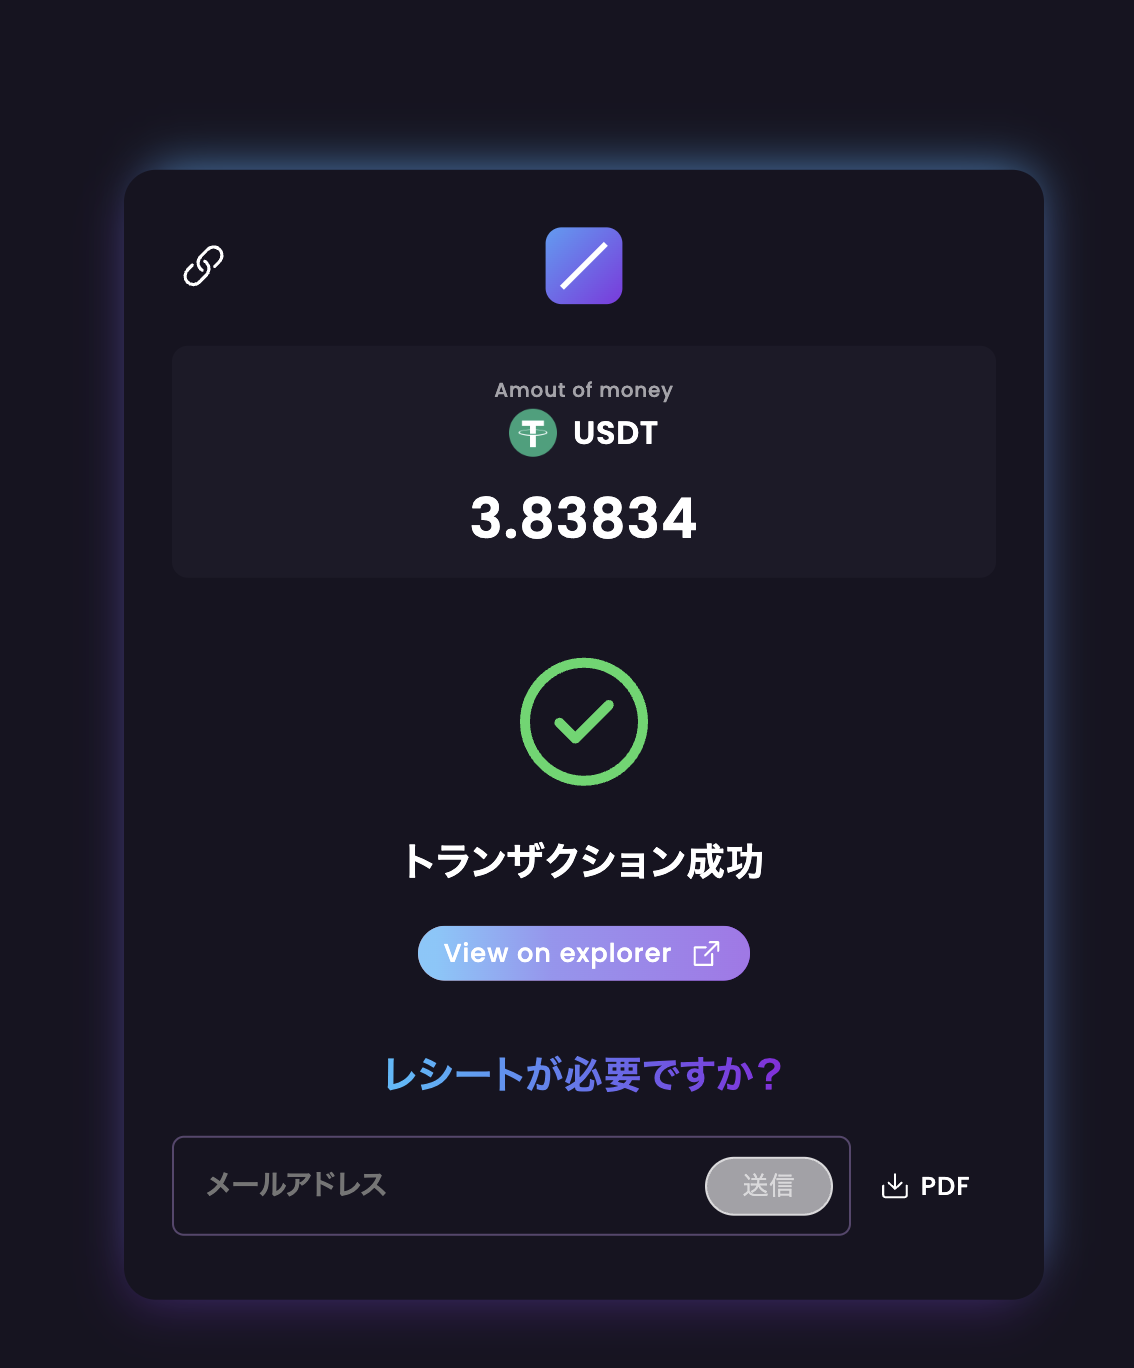 Amout of money
USDT
3.83834
トランザクション成功
View on explorer
レシートが必要ですか？
メールアドレス
送信
PDF